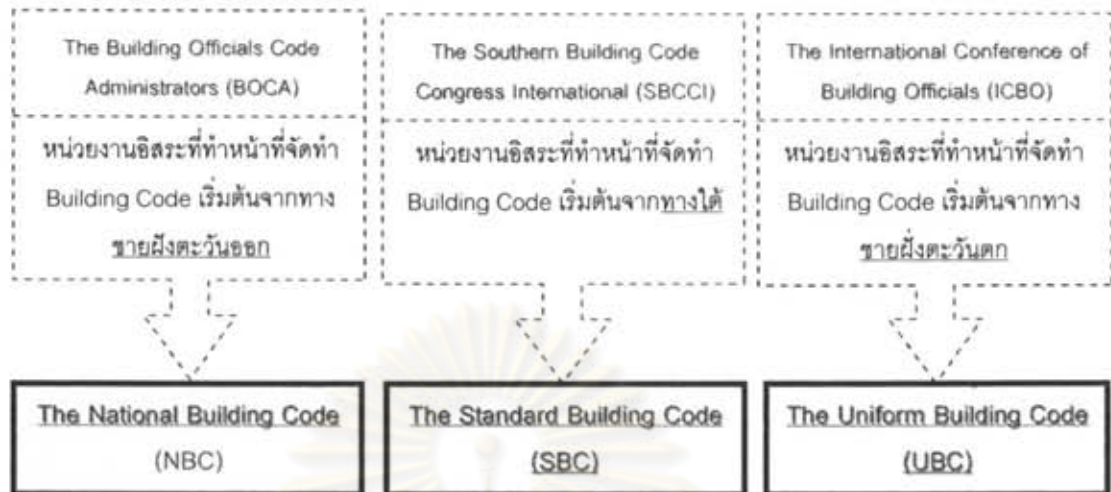 The Building Officials Code
Administrators (BOCA)
หน่วยงานอิสระที่ทำหน้าที่จัดทำ
Building Code เริ่มต้นจากทาง
ชายฝั่งตะวันออก
The National Building Code
(NBC)
The Southern Building Code
Congress International (SBCCI)
หน่วยงานอิสระที่ทำหน้าที่จัดทำ
Building Code เริ่มต้นจากทางใต้
The Standard Building Code
(SBC)
The International Conference of
Building Officials (ICBO)
หน่วยงานอิสระที่ทำหน้าที่จัดทำ
Building Code เริ่มต้นจากทาง
ชายฝั่งตะวันตก
The Uniform Building Code
(UBC)